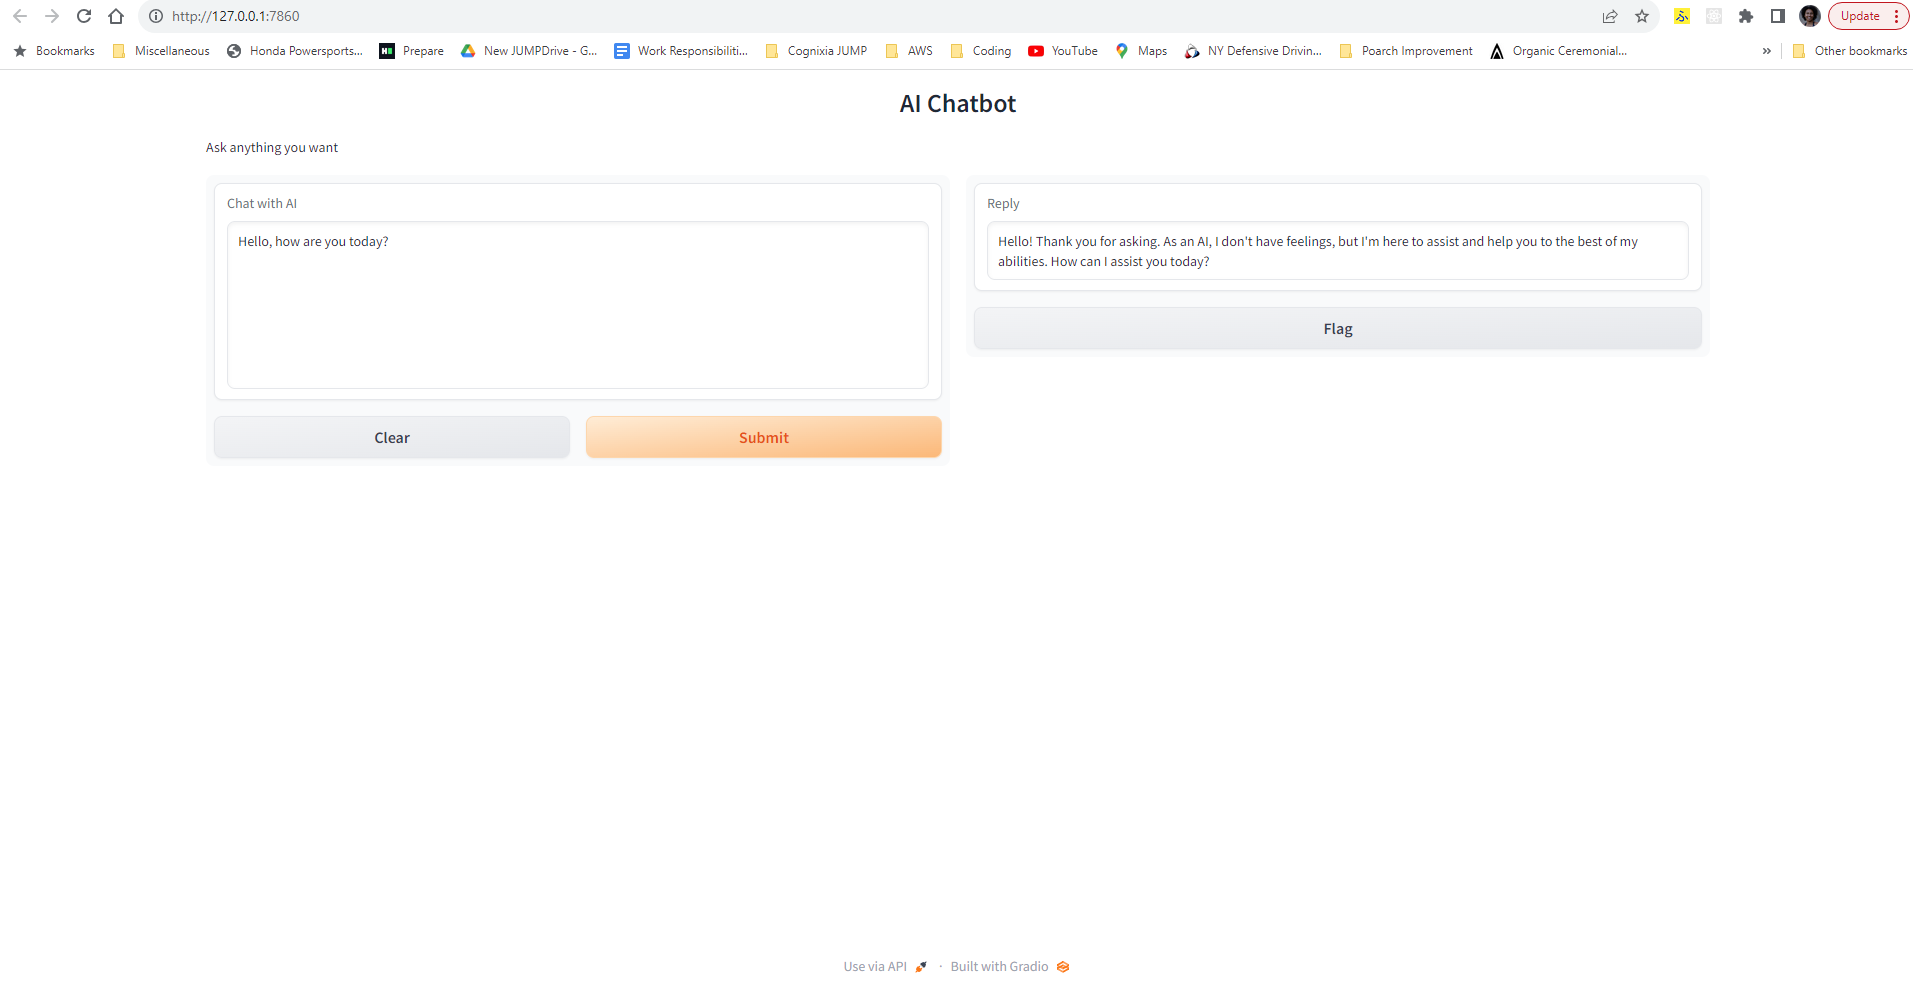 http://127.0.0.1:7860
Update
Bookmarks Miscellaneous Honda Powersports... Prepare New JUMPDrive - G... Work Responsibiliti... Cognixia JUMP AWS Coding YouTube Maps NY Defensive Drivin... Poarch Improvement Organic Ceremonial... » Other bookmarks
AI Chatbot
Ask anything you want
Chat with AI
Hello, how are you today?
Clear
Submit
Reply
Hello! Thank you for asking. As an AI, I don't have feelings, but I'm here to assist and help you to the best of my
abilities. How can I assist you today?
Flag
Use via API · Built with Gradio